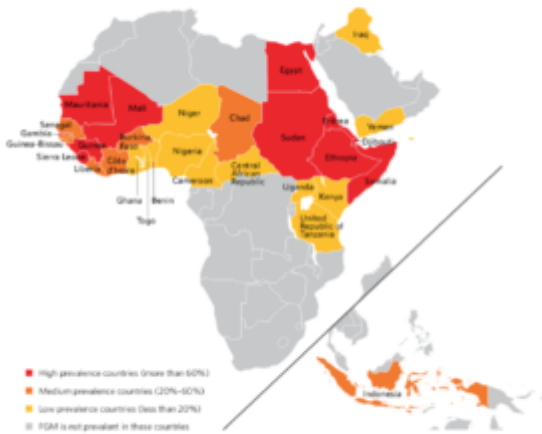 Iraq
Egypt
Mauritania
Mali
Niger
Chad
Sudan
Eritrea
Yemen
Djibouti
Senegal
Gambia
Guinea-Bissau
Guinea
Sierra Leone
Liberia
Burkina
Faso
Côte
d'Ivoire
Nigeria
Ethiopia
Somalia
Cameroon
Central
African
Republic
Uganda
Kenya
Ghana
Benin
Togo
United
Republic of
Tanzania
Indonesia
High prevalence countries (more than 60%)
Medium prevalence countries (20%–60%)
Low prevalence countries (less than 20%)
FGM is not prevalent in these countries